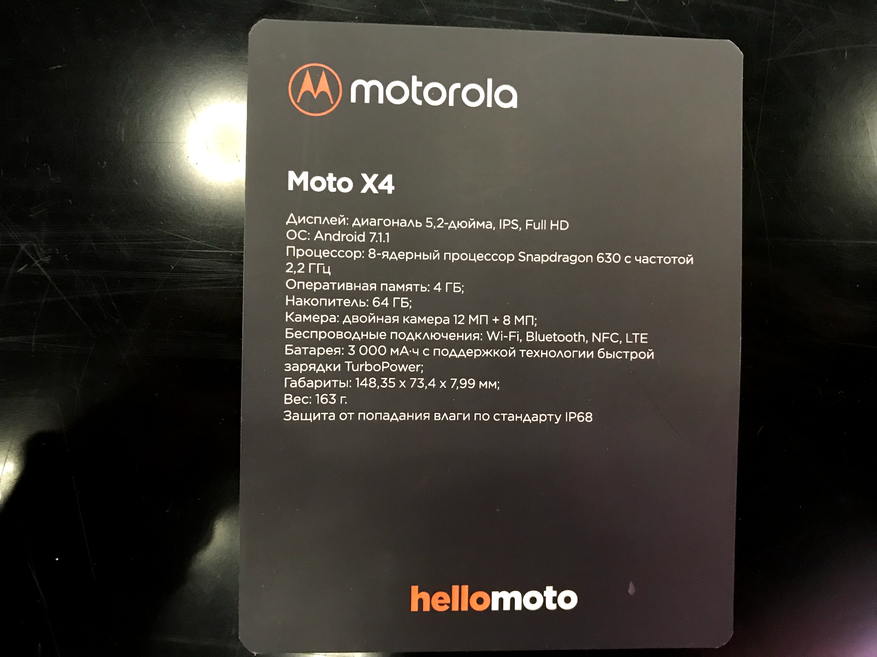 motorola
Moto X4
Дисплей: диагональ 5,2-дюйма, IPS, Full HD
ОС: Android 7.1.1
Процессор: 8-ядерный процессор Snapdragon 630 с частотой
2,2 ГГц
Оперативная память: 4 ГБ;
Накопитель: 64 ГБ;
Камера: двойная камера 12 МП + 8 МП;
Беспроводные подключения: Wi-Fi, Bluetooth, NFC, LTE
Батарея: 3 000 мА·ч с поддержкой технологии быстрой
зарядки TurboPower;
Габариты: 148,35 x 73,4 x 7,99 мм;
Вес: 163 г.
Защита от попадания влаги по стандарту IP68
hellomoto